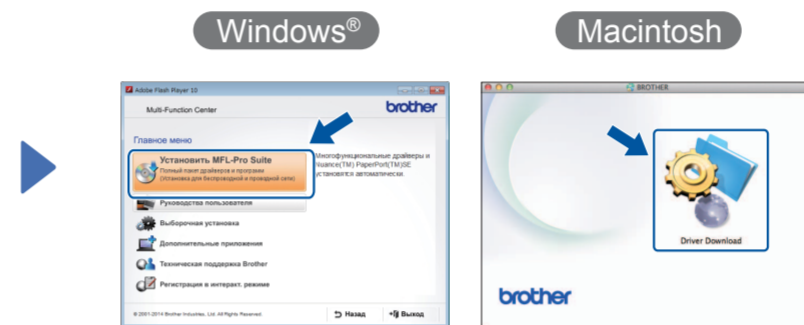 Windows®
Macintosh
Adobe Flash Player 10
Multi-Function Center
brother
Главное меню
Установить MFL-Pro Suite
Полный пакет драйверов и программ
(Установка для беспроводной и проводной сети)
Многофункциональные драйверы и
Nuance(TM) PaperPort(TM)SE
установятся автоматически.
Руководства пользователя
Выборочная установка
Дополнительные приложения
Техническая поддержка Brother
Регистрация в интеракт. режиме
© 2001-2014 Brother Industries, Ltd. All Rights Reserved.
Назад
Выход
BROTHER
Driver Download
brother